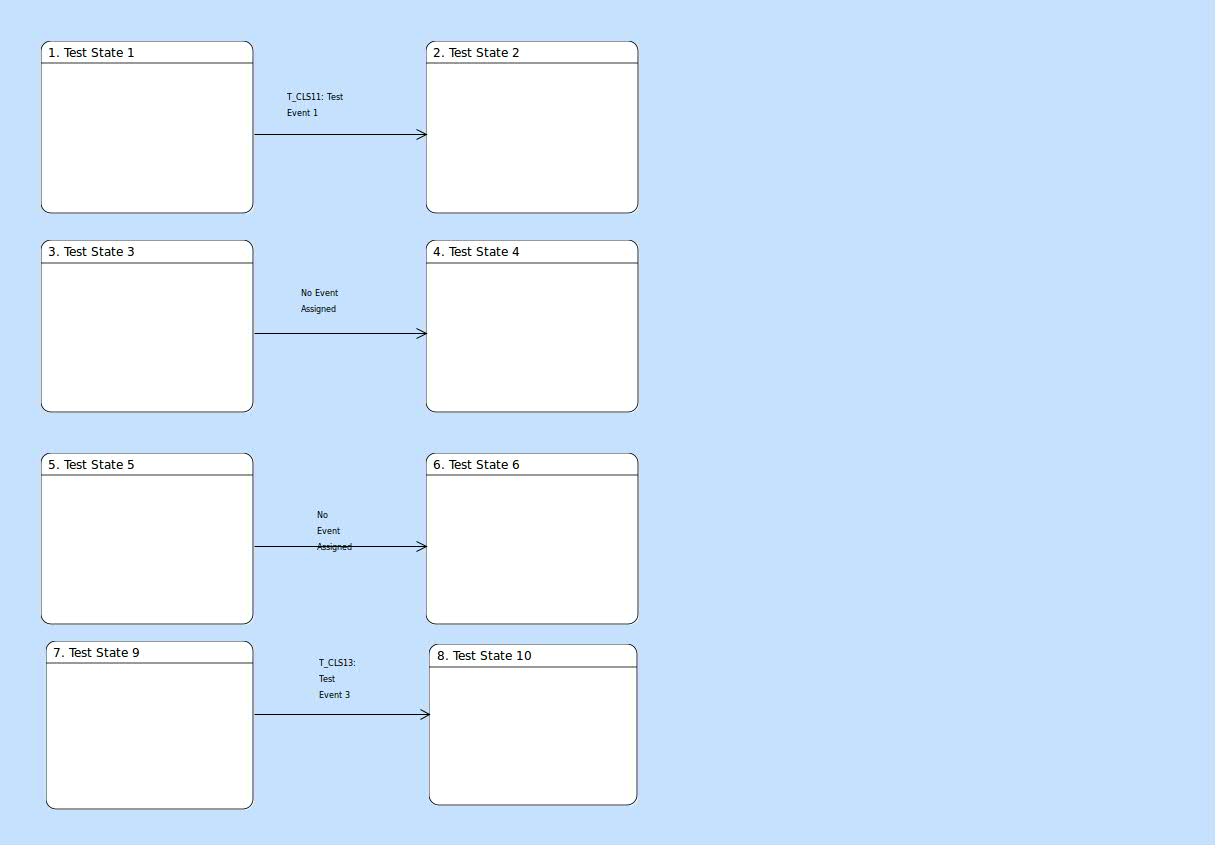 1. Test State 1
2. Test State 2
T_CLS11: Test
Event 1
3. Test State 3
4. Test State 4
No Event
Assigned
5. Test State 5
6. Test State 6
No
Event
Assigned
7. Test State 9
8. Test State 10
T_CLS13:
Test
Event 3